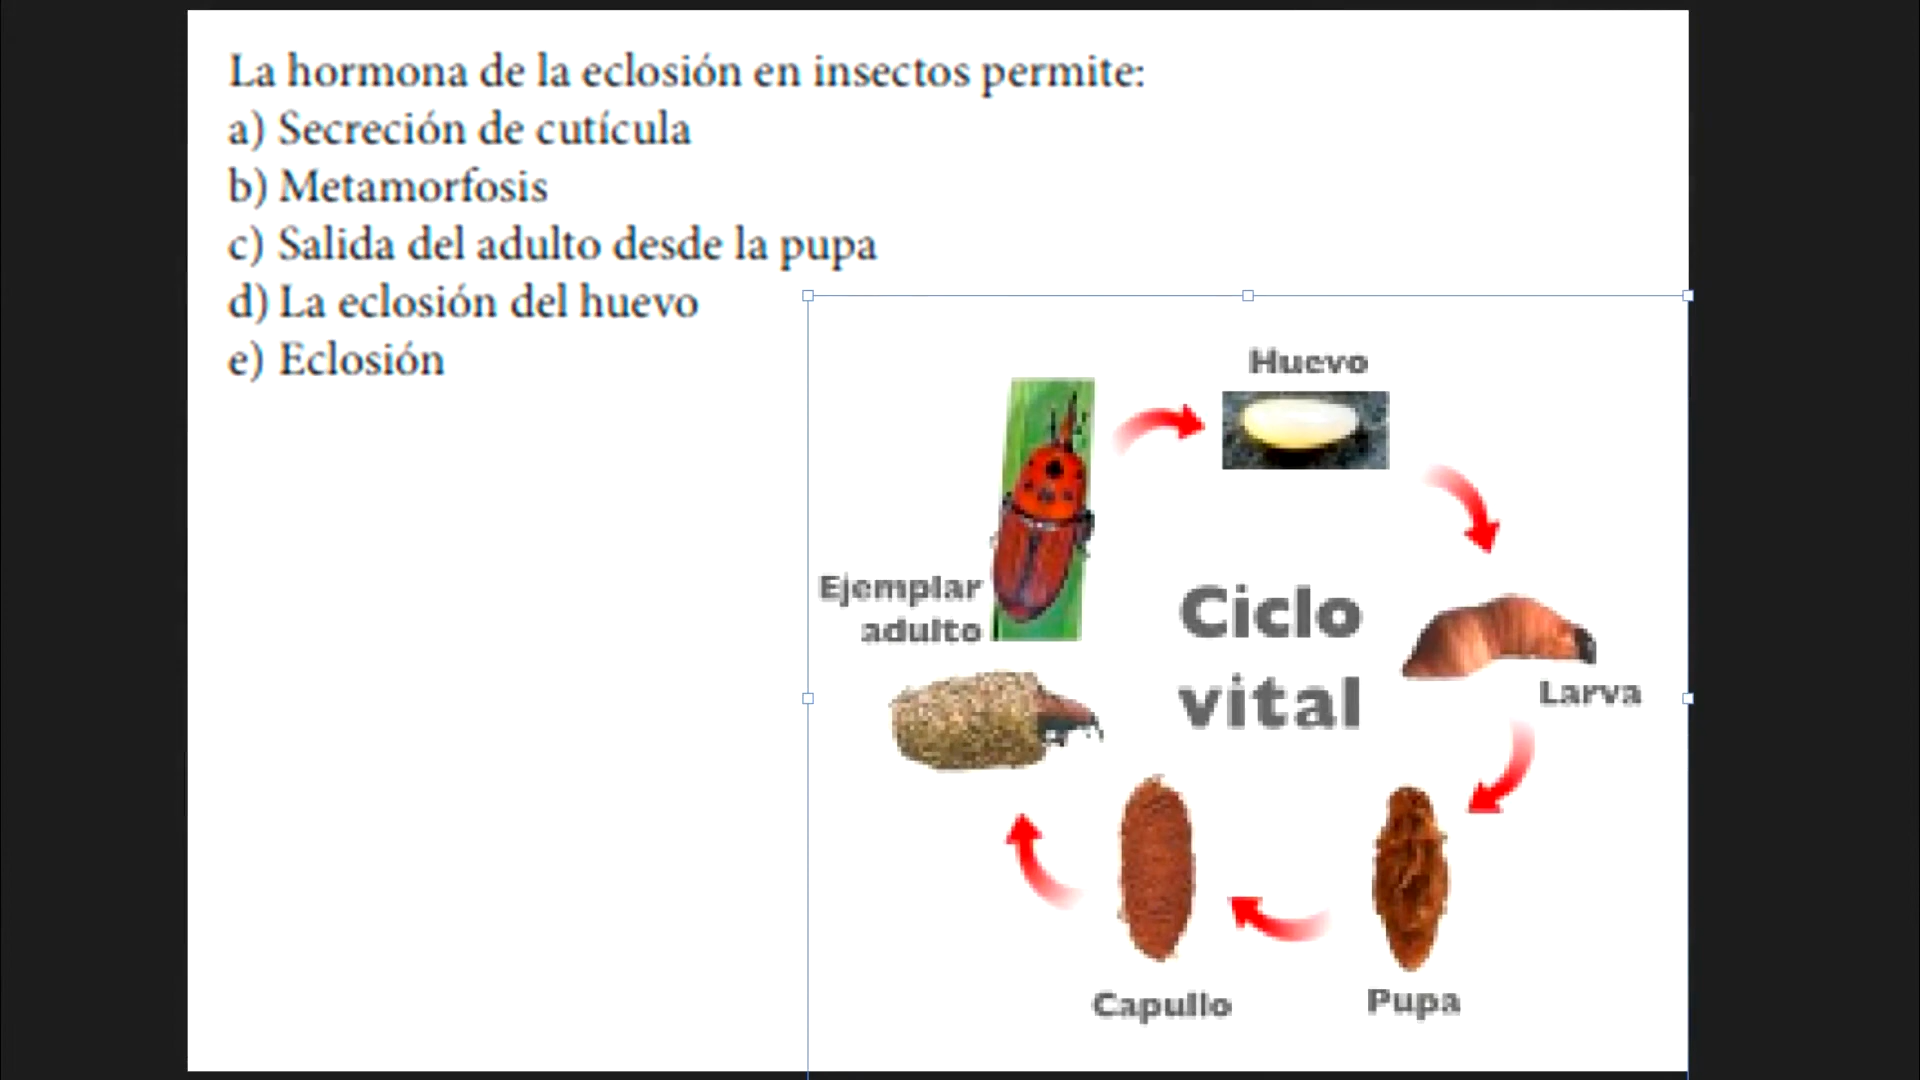 La hormona de la eclosión en insectos permite:
a) Secreción de cutícula
b) Metamorfosis
c) Salida del adulto desde la pupa
d) La eclosión del huevo
e) Eclosión
Huevo
Ejemplar
adulto
Ciclo
vital
Larva
Capullo
Pupa